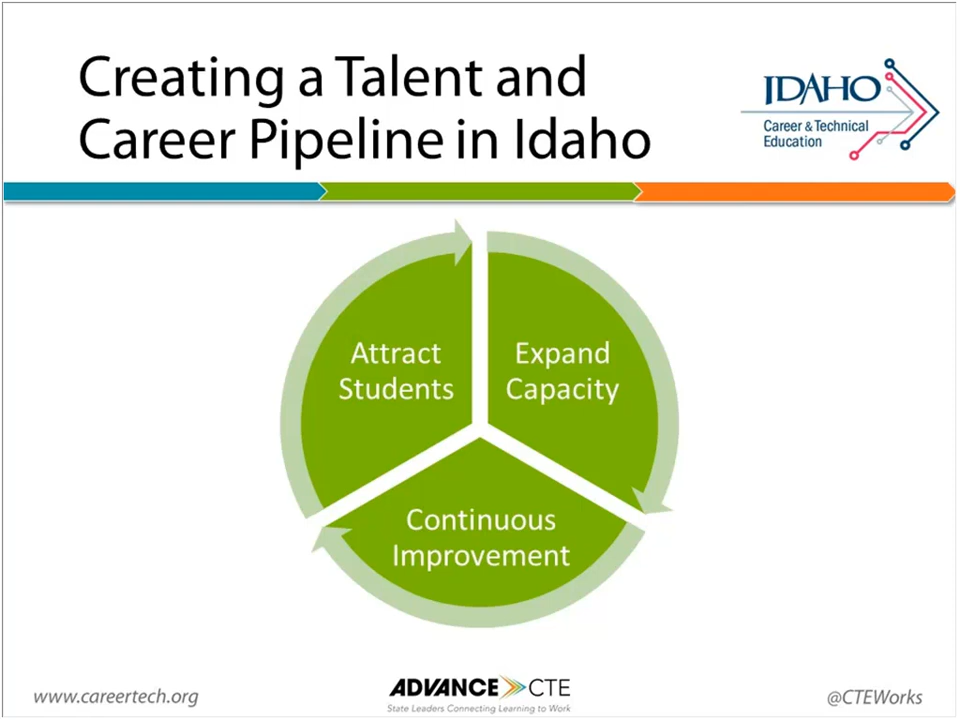 Creating a Talent and
Career Pipeline in Idaho
IDAHO
Career & Technical
Education
Attract
Students
Expand
Capacity
Continuous
Improvement
www.careertech.org
ADVANCE CTE
State Leaders Connecting Learning to Work
@CTEWorks